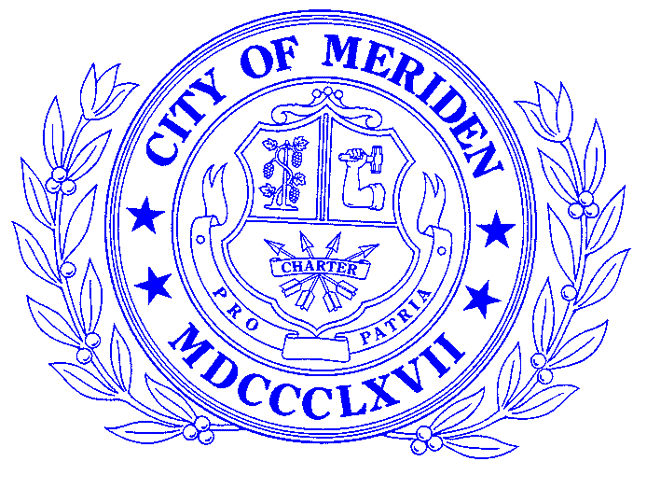 CITY OF MERIDEN
CHARTER
PRO PATRIA
MDCCCLXVII